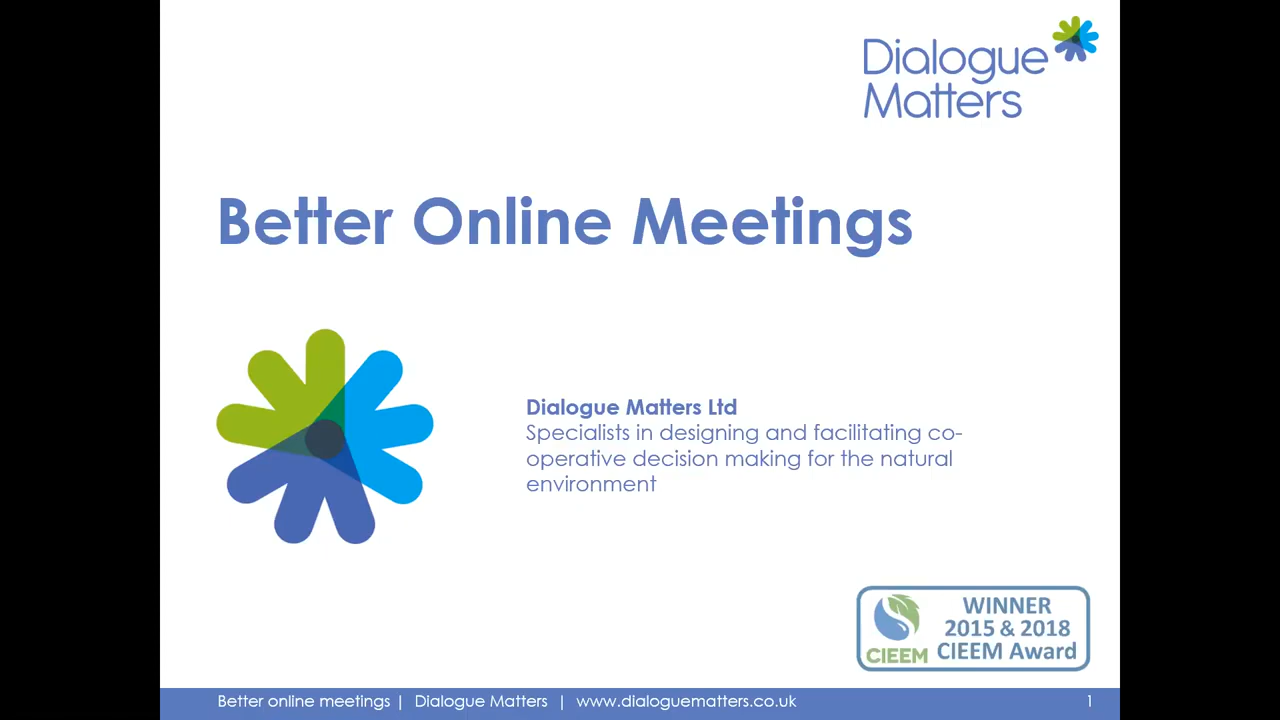 Dialogue
Matters
Better Online Meetings
Dialogue Matters Ltd
Specialists in designing and facilitating co-
operative decision making for the natural
environment
WINNER
2015 & 2018
CIEEM Award
CIEEM
Better online meetings | Dialogue Matters | www.dialoguematters.co.uk 1